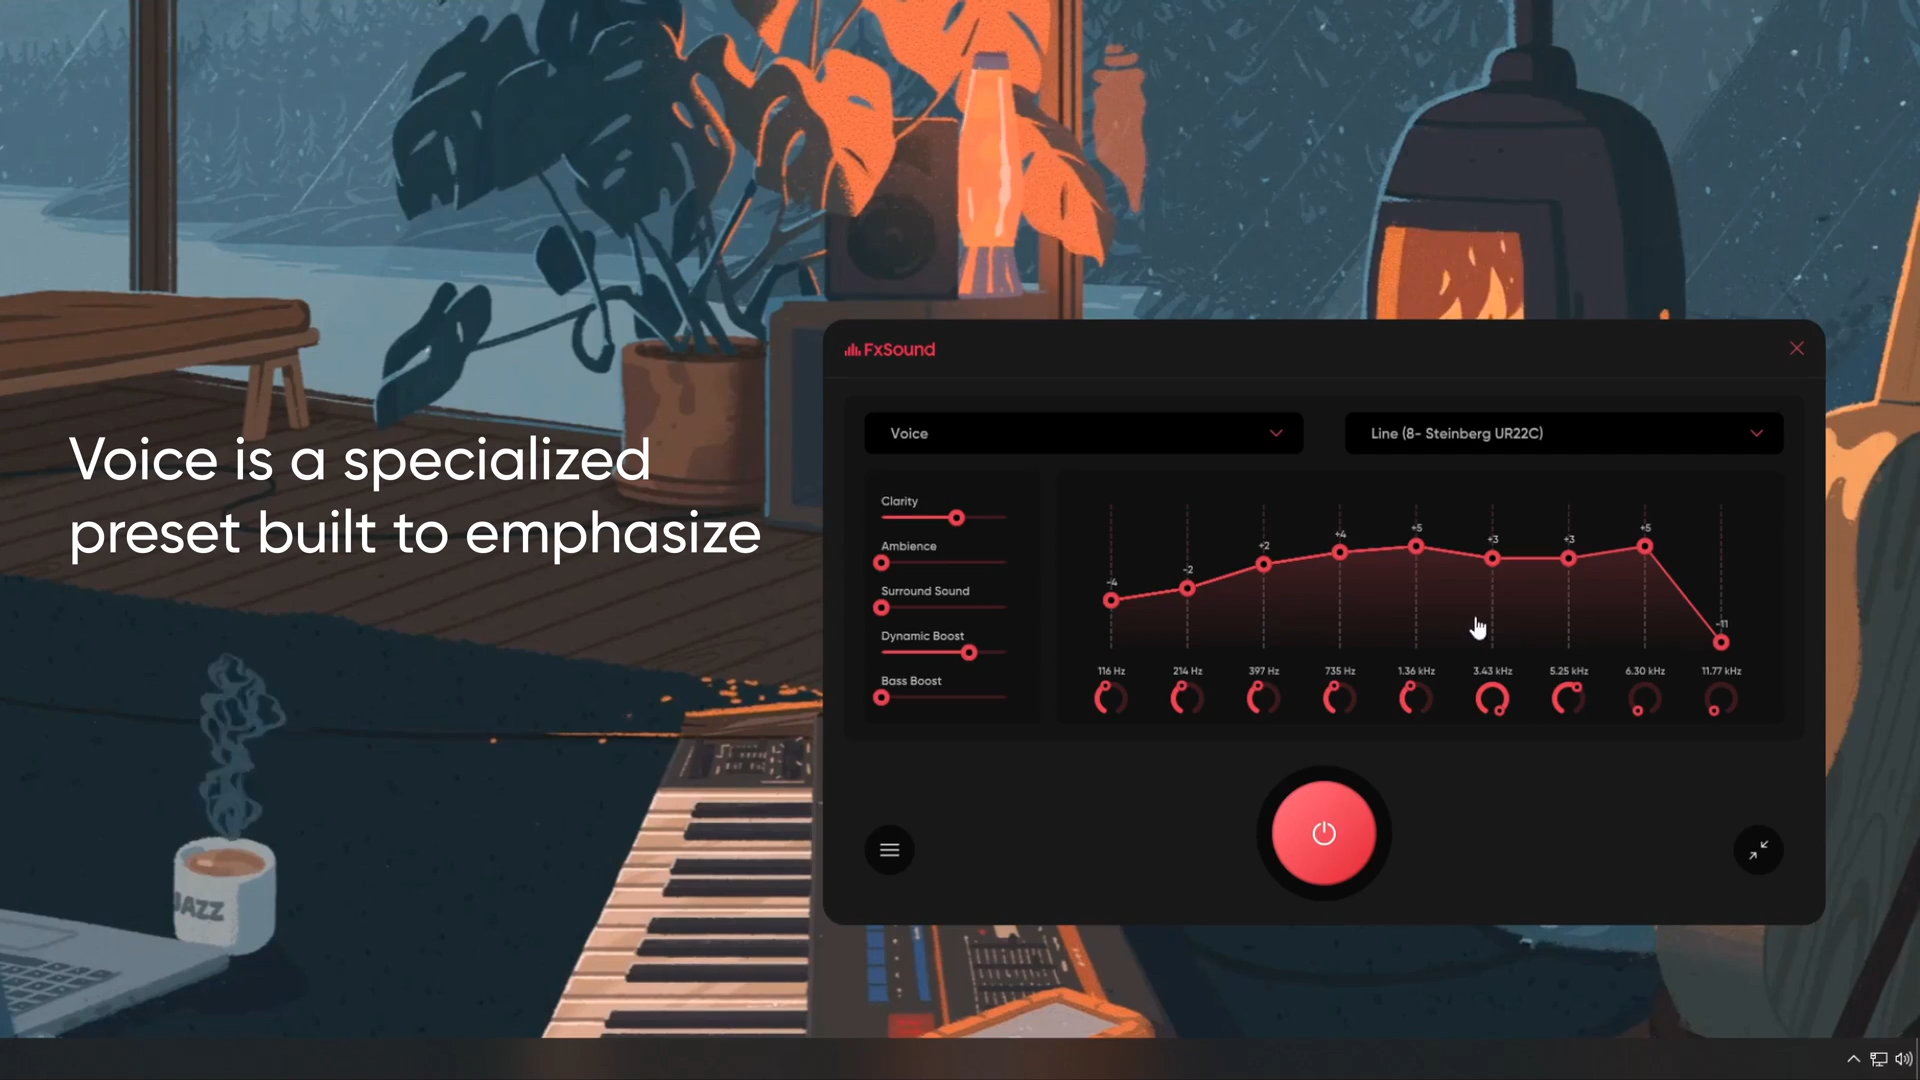 Voice is a specialized
preset built to emphasize
FxSound
Voice
Line (8- Steinberg UR22C)
Clarity
Ambience
Surround Sound
Dynamic Boost
Bass Boost
-4
-2
+2
+4
+5
+3
+3
+5
-11
116 Hz
214 Hz
397 Hz
735 Hz
1.36 kHz
3.43 kHz
5.25 kHz
6.30 kHz
11.77 kHz
JAZZ